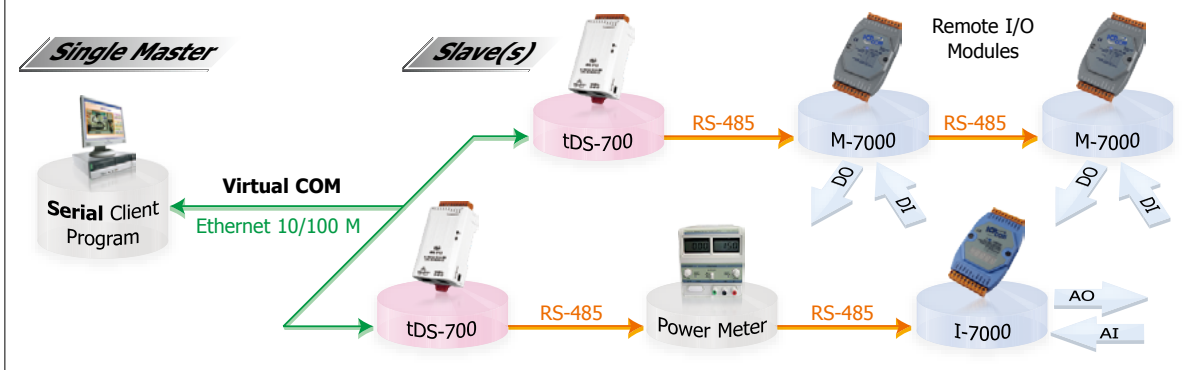 Single Master
Slave(s)
Remote I/O
Modules
tDS-700
RS-485
M-7000
RS-485
M-7000
DO
DI
DO
DI
Virtual COM
Ethernet 10/100 M
Serial Client
Program
tDS-700
RS-485
Power Meter
RS-485
I-7000
AO
AI